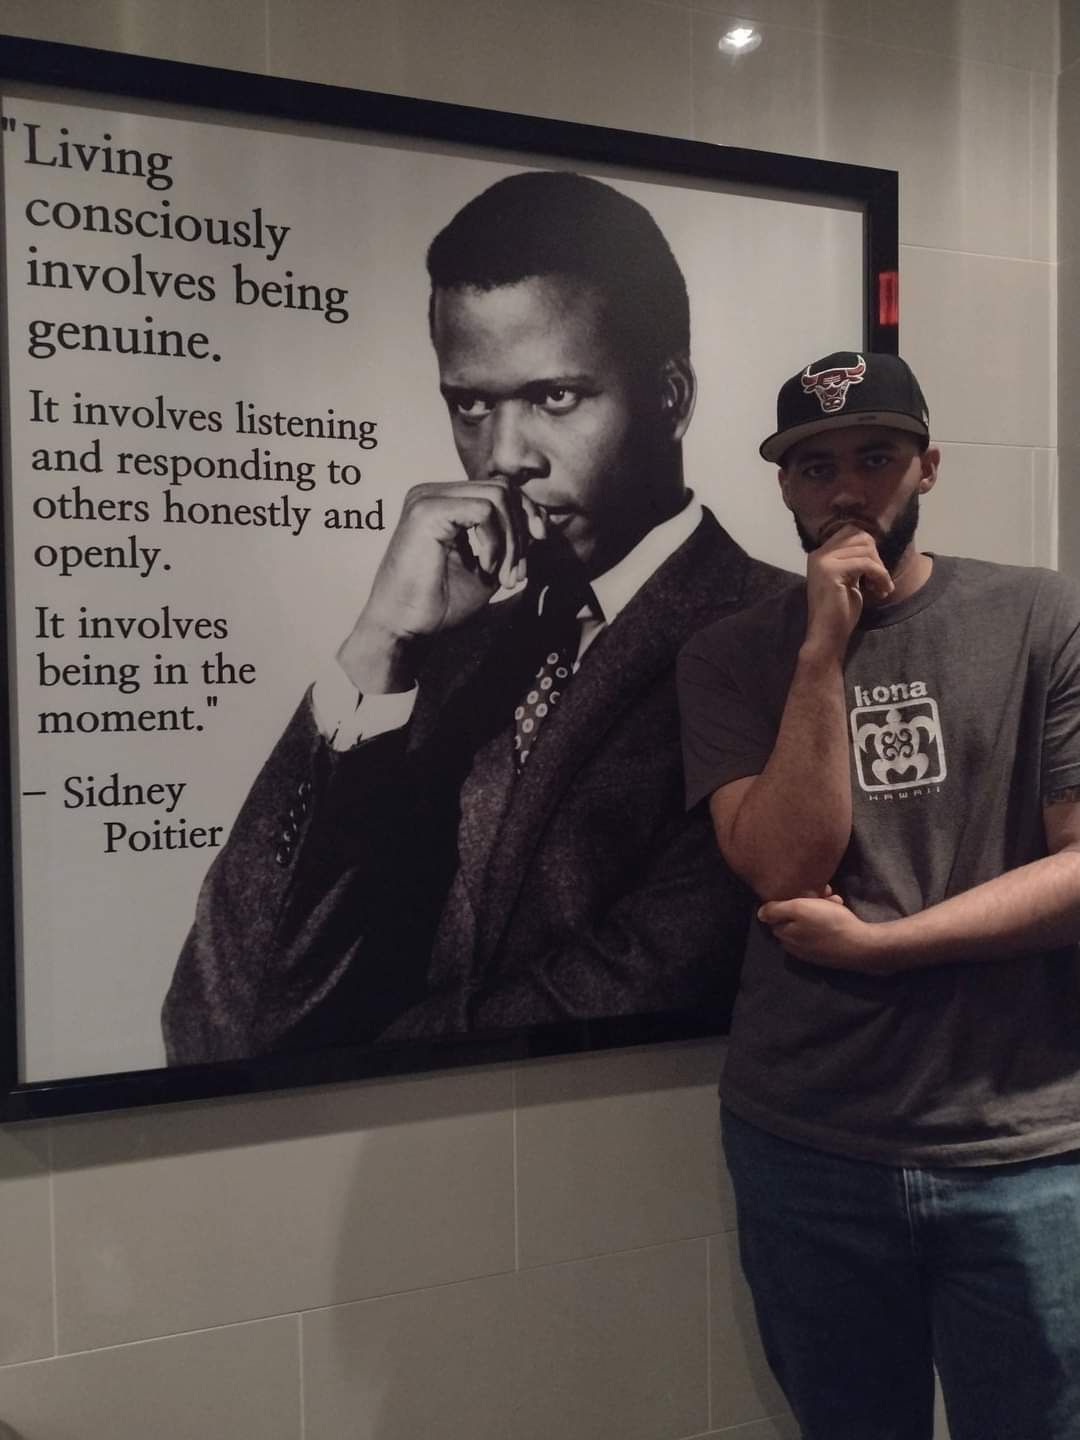 "Living
consciously
involves being
genuine.
It involves listening
and responding to
others honestly and
openly.
It involves
being in the
moment."
– Sidney
Poitier
kona
HAWAII